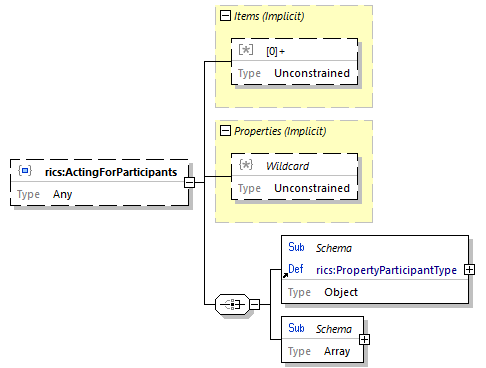 Items (Implicit)
[0]+
Type Unconstrained
Properties (Implicit)
Wildcard
Type Unconstrained
rics:ActingForParticipants
Type Any
Sub Schema
Def rics:PropertyParticipantType
Type Object
Sub Schema
Type Array